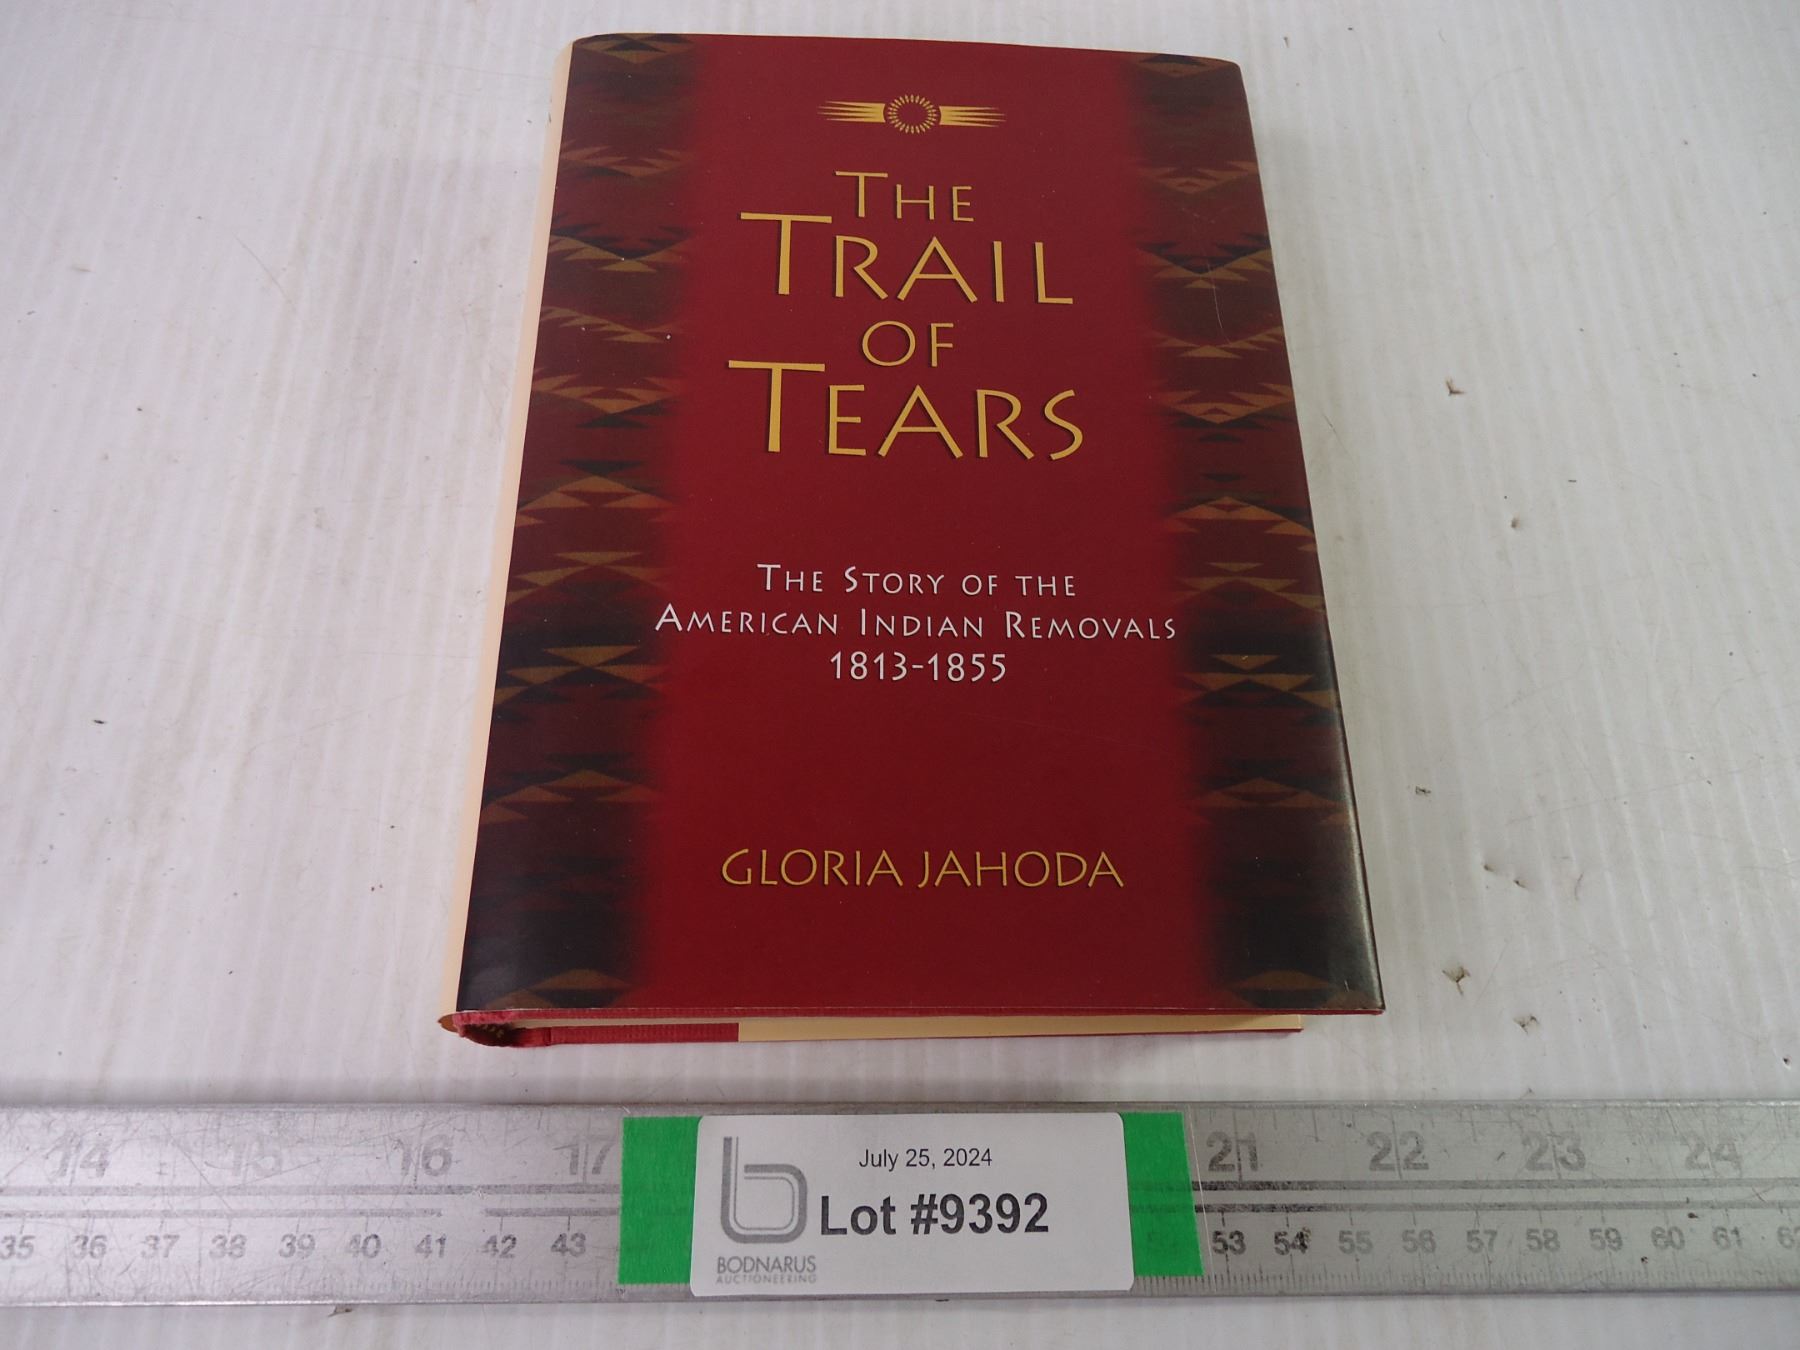 THE
TRAIL
OF
TEARS
THE STORY OF THE
AMERICAN INDIAN REMOVALS
1813-1855
GLORIA JAHODA
14 15 16 17 21 22 23 24
July 25, 2024
Lot #9392
BODNARUS
AUCTIONEERING
35 36 37 38 39 40 41 42 43 53 54 55 56 57 58 59 60 61